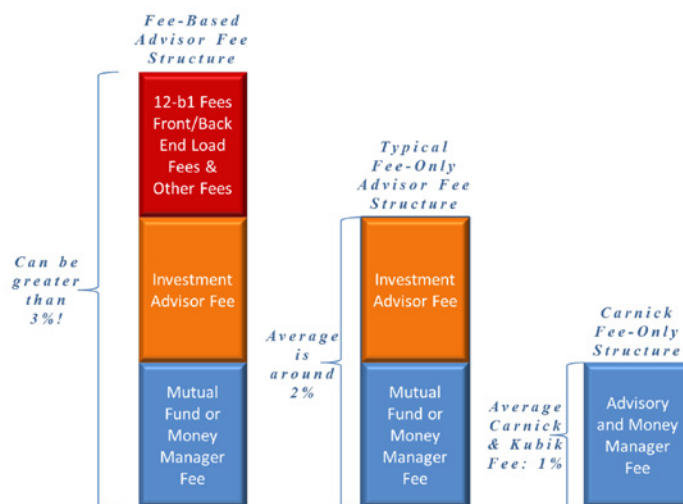 Fee-Based
Advisor Fee
Structure
12-b1 Fees
Front/Back
End Load
Fees &
Other Fees
Investment
Advisor Fee
Mutual
Fund or
Money
Manager
Fee
Can be
greater
than
3%!
Typical
Fee-Only
Advisor Fee
Structure
Investment
Advisor Fee
Mutual
Fund or
Money
Manager
Fee
Average
is
around
2%
Carnick
Fee-Only
Structure
Advisory
and Money
Manager
Fee
Average
Carnick
& Kubik
Fee: 1%